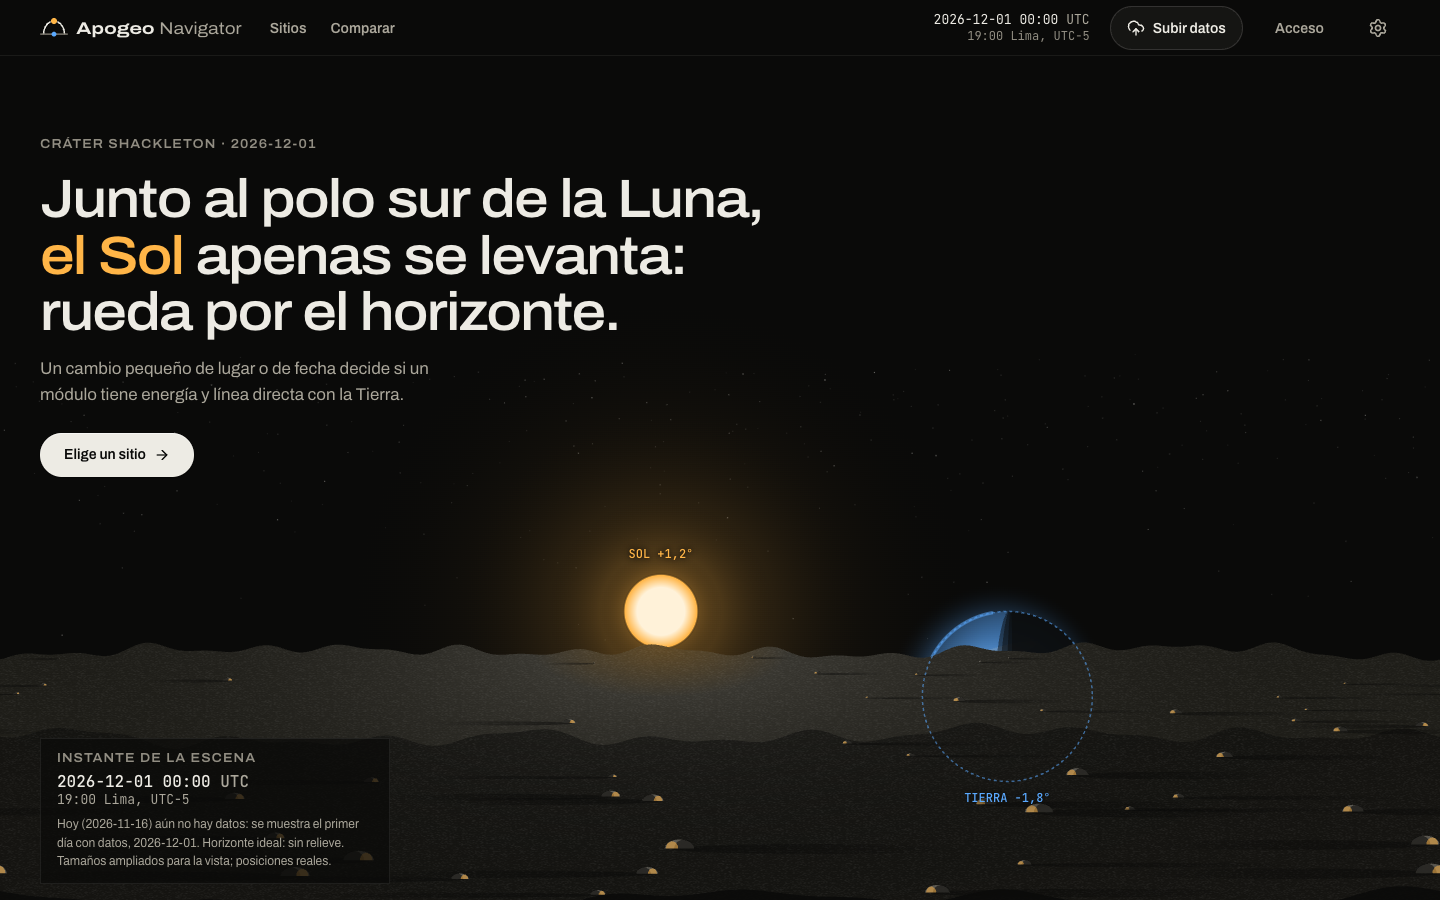 Apogeo Navigator
Sitios
Comparar
2026-12-01 00:00 UTC
19:00 Lima, UTC-5
Subir datos
Acceso
CRÁTER SHACKLETON · 2026-12-01
Junto al polo sur de la Luna,
el Sol apenas se levanta:
rueda por el horizonte.
Un cambio pequeño de lugar o de fecha decide si un
módulo tiene energía y línea directa con la Tierra.
Elige un sitio
SOL +1,2°
TIERRA -1,8°
INSTANTE DE LA ESCENA
2026-12-01 00:00 UTC
19:00 Lima, UTC-5
Hoy (2026-11-16) aún no hay datos: se muestra el primer
día con datos, 2026-12-01. Horizonte ideal: sin relieve.
Tamaños ampliados para la vista; posiciones reales.